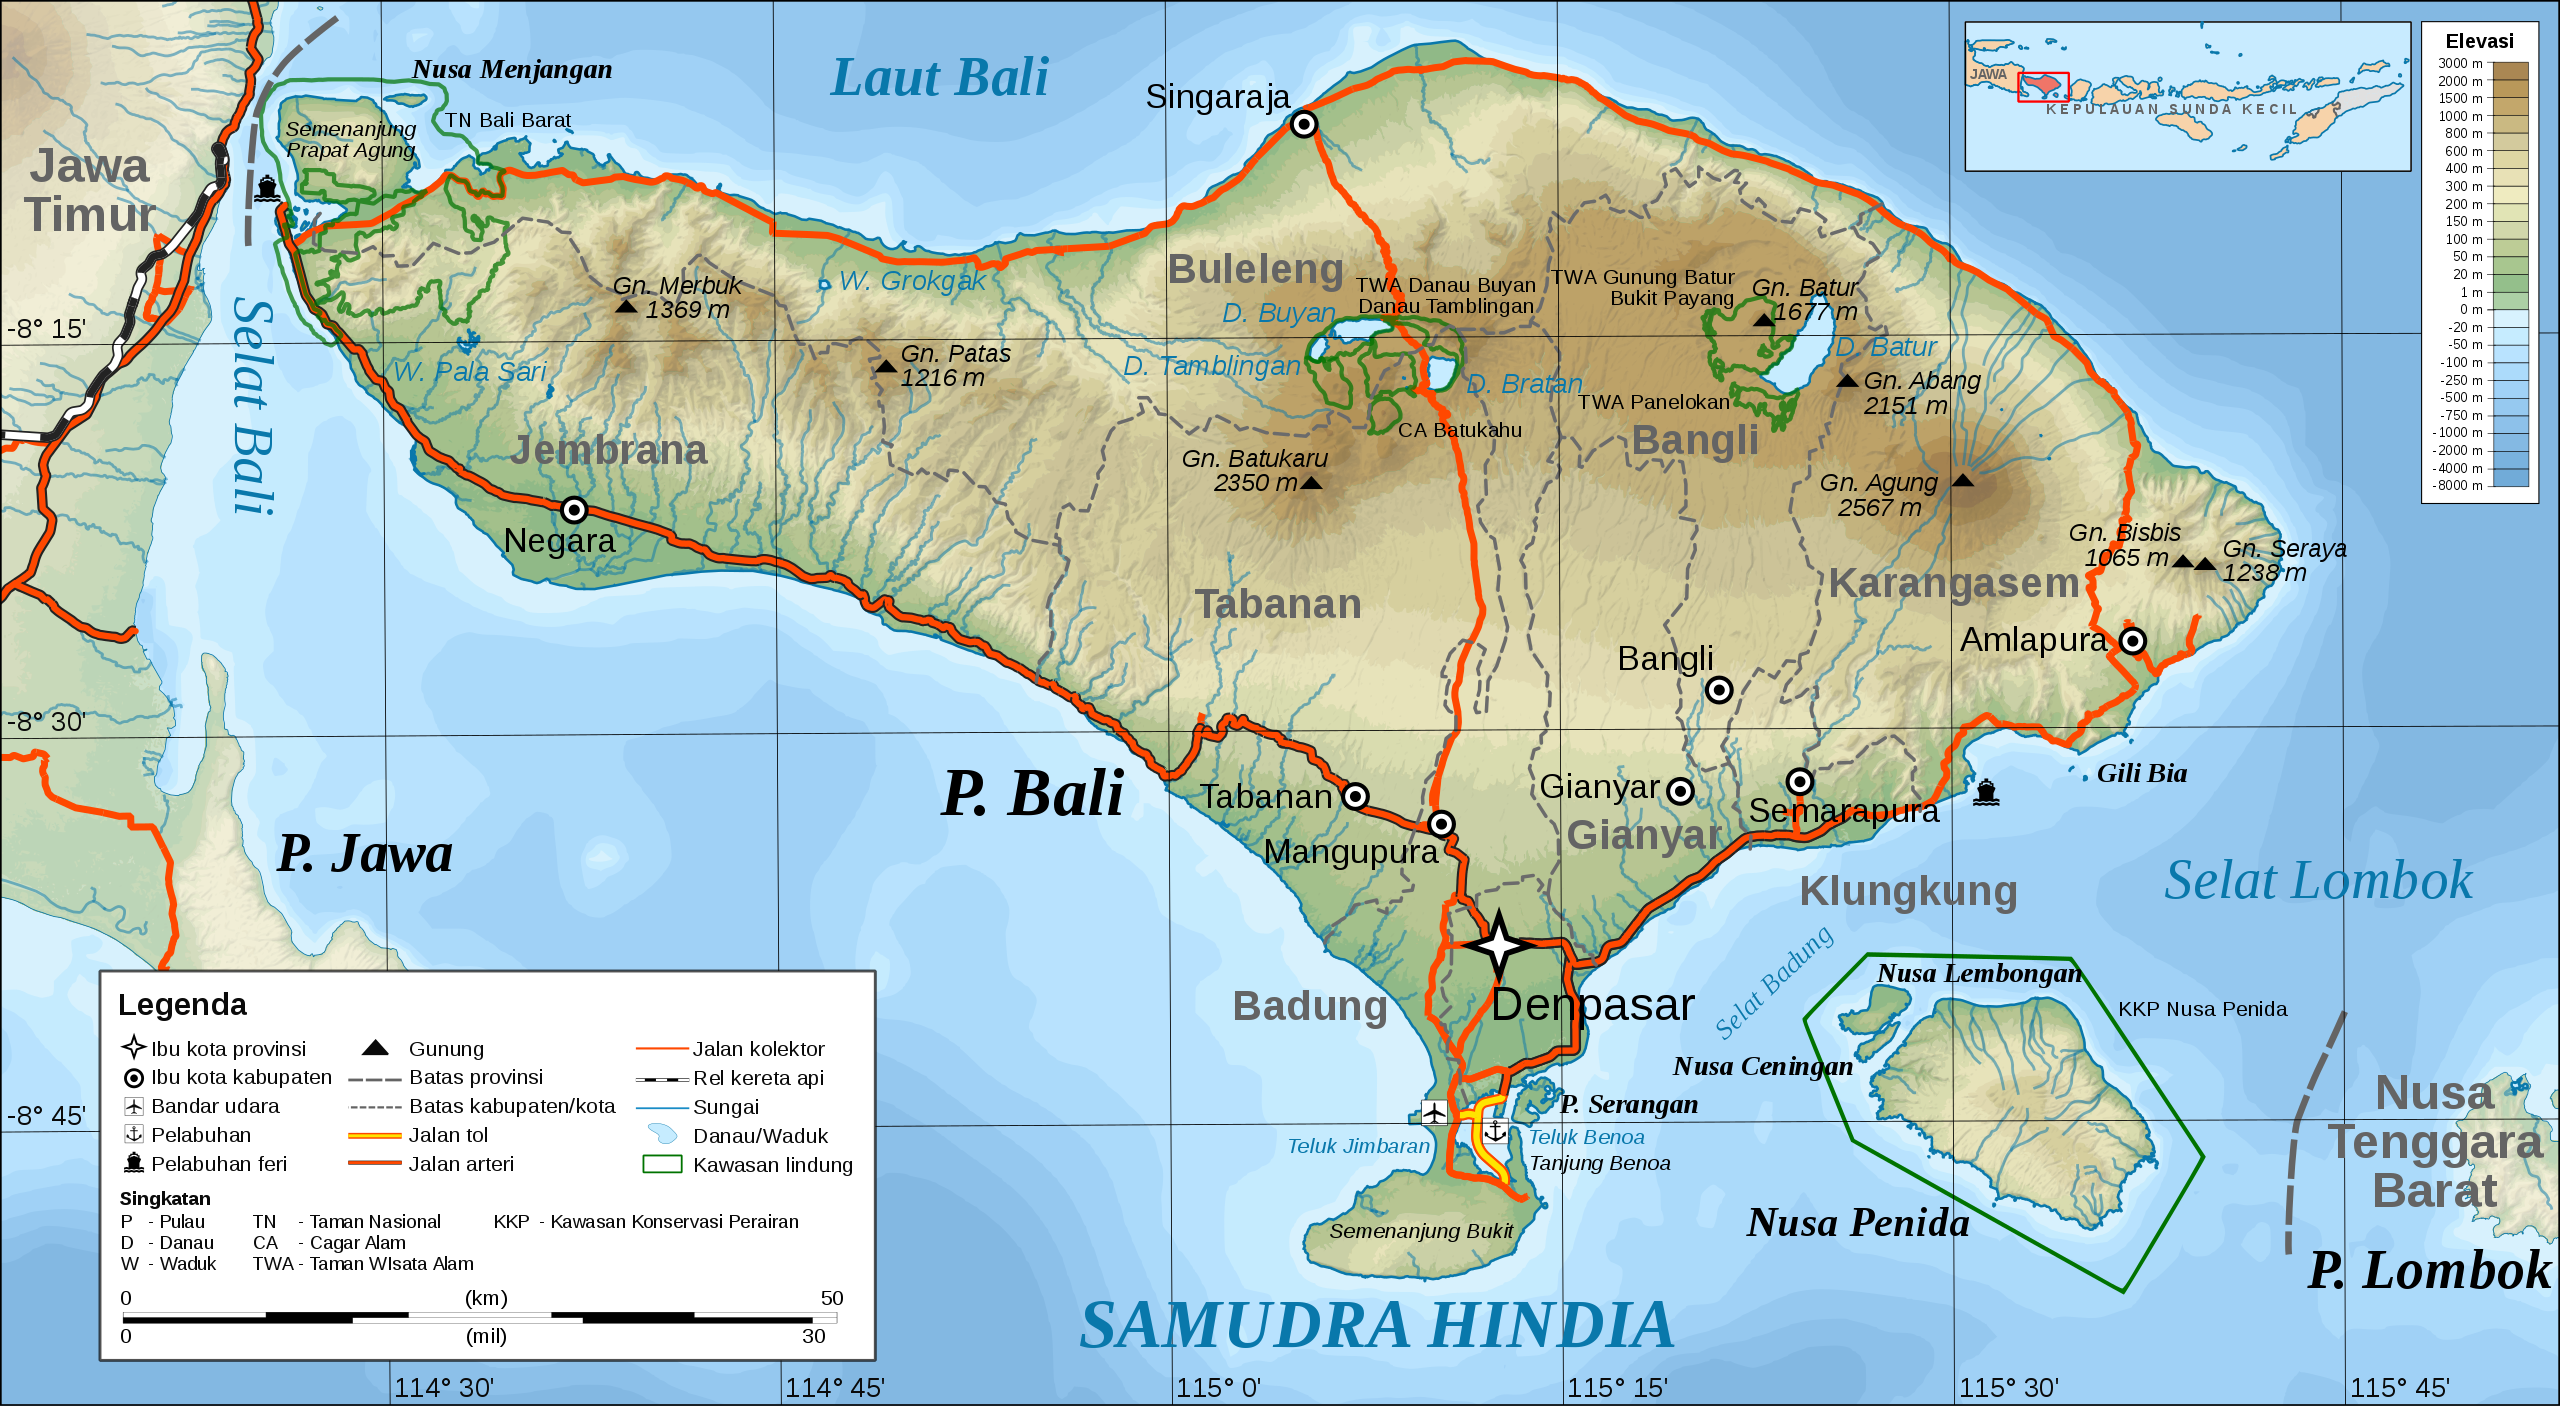 Nusa Menjangan
TN Bali Barat
Semenanjung
Prapat Agung
Jawa
Timur
Laut Bali
Singaraja
JAWA
KEPULAUAN SUNDA KECIL
Elevasi
3000 m
2000 m
1500 m
1000 m
800 m
600 m
400 m
300 m
200 m
150 m
100 m
50 m
20 m
1 m
0 m
-20 m
-50 m
-100 m
-250 m
-500 m
-750 m
-1000 m
-2000 m
-4000 m
-8000 m
Selat Bali
Gn. Merbuk
1369 m
W. Grokgak
Buleleng
TWA Danau Buyan
Danau Tamblingan
TWA Gunung Batur
Bukit Payang
Gn. Batur
1677 m
D. Buyan
-8° 15'
W. Pala Sari
Gn. Patas
1216 m
D. Tamblingan
D. Bratan
D. Batur
Gn. Abang
2151 m
TWA Panelokan
CA Batukahu
Bangli
Jembrana
Gn. Batukaru
2350 m
Gn. Agung
2567 m
Negara
Gn. Bisbis
1065 m
Gn. Seraya
1238 m
Tabanan
Karangasem
Amlapura
Bangli
-8° 30'
P. Bali
Tabanan
Gianyar
Semarapura
Gili Bia
Mangupura
Gianyar
P. Jawa
Klungkung
Selat Lombok
Selat Badung
Badung
Denpasar
Nusa Lembongan
KKP Nusa Penida
Nusa Ceningan
P. Serangan
Nusa
Tenggara
Barat
-8° 45'
Teluk Jimbaran
Teluk Benoa
Tanjung Benoa
Semenanjung Bukit
Nusa Penida
P. Lombok
SAMUDRA HINDIA
Legenda
Ibu kota provinsi
Ibu kota kabupaten
Bandar udara
Pelabuhan
Pelabuhan feri
Gunung
Batas provinsi
Batas kabupaten/kota
Jalan tol
Jalan arteri
Jalan kolektor
Rel kereta api
Sungai
Danau/Waduk
Kawasan lindung
Singkatan
P - Pulau
D - Danau
W - Waduk
TN - Taman Nasional
CA - Cagar Alam
TWA - Taman WIsata Alam
KKP - Kawasan Konservasi Perairan
0 (km) 50
0 (mil) 30
114° 30'
114° 45'
115° 0'
115° 15'
115° 30'
115° 45'